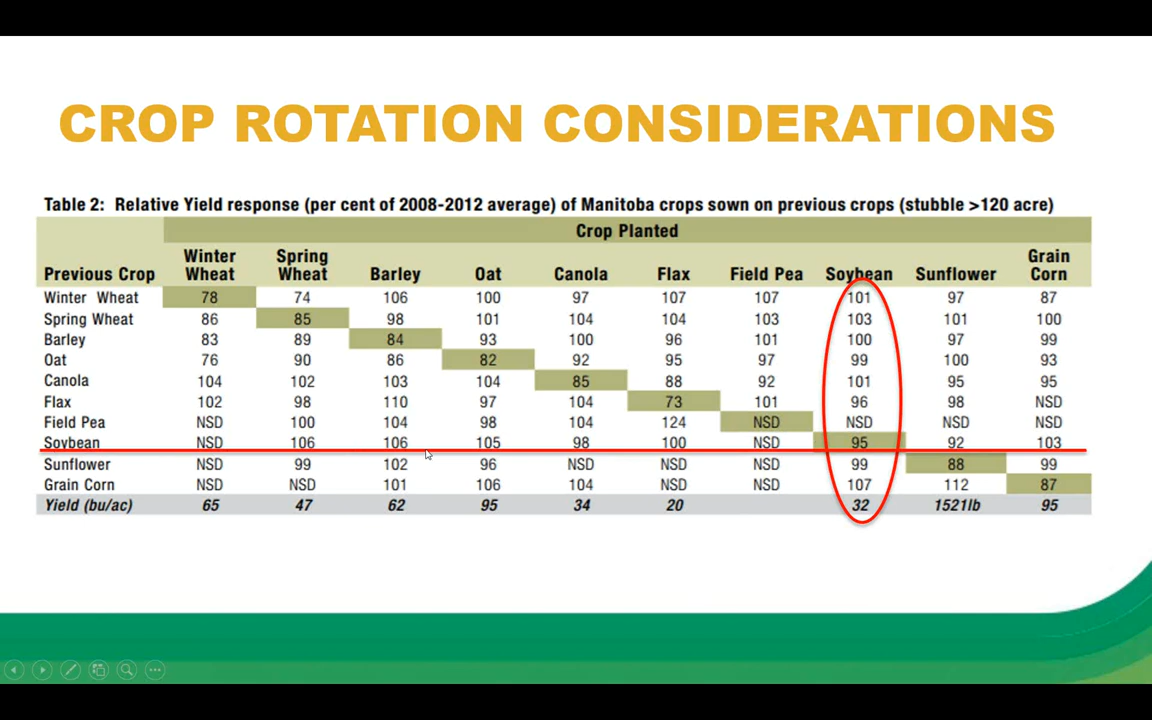 CROP ROTATION CONSIDERATIONS
Table 2: Relative Yield response (per cent of 2008-2012 average) of Manitoba crops sown on previous crops (stubble >120 acre)
Crop Planted
Previous Crop Winter Wheat Spring Wheat Barley Oat Canola Flax Field Pea Soybean Sunflower Grain Corn
Winter Wheat 78 74 106 100 97 107 107 101 97 87
Spring Wheat 86 85 98 101 104 104 103 103 101 100
Barley 83 89 84 93 100 96 101 100 97 99
Oat 76 90 86 82 92 95 97 99 100 93
Canola 104 102 103 104 85 88 92 101 95 95
Flax 102 98 110 97 104 73 101 96 98 NSD
Field Pea NSD 100 104 98 104 124 NSD NSD NSD NSD
Soybean NSD 106 106 105 98 100 NSD 95 92 103
Sunflower NSD 99 102 96 NSD NSD NSD 99 88 99
Grain Corn NSD NSD 101 106 104 NSD NSD 107 112 87
Yield (bu/ac) 65 47 62 95 34 20 32 1521lb 95